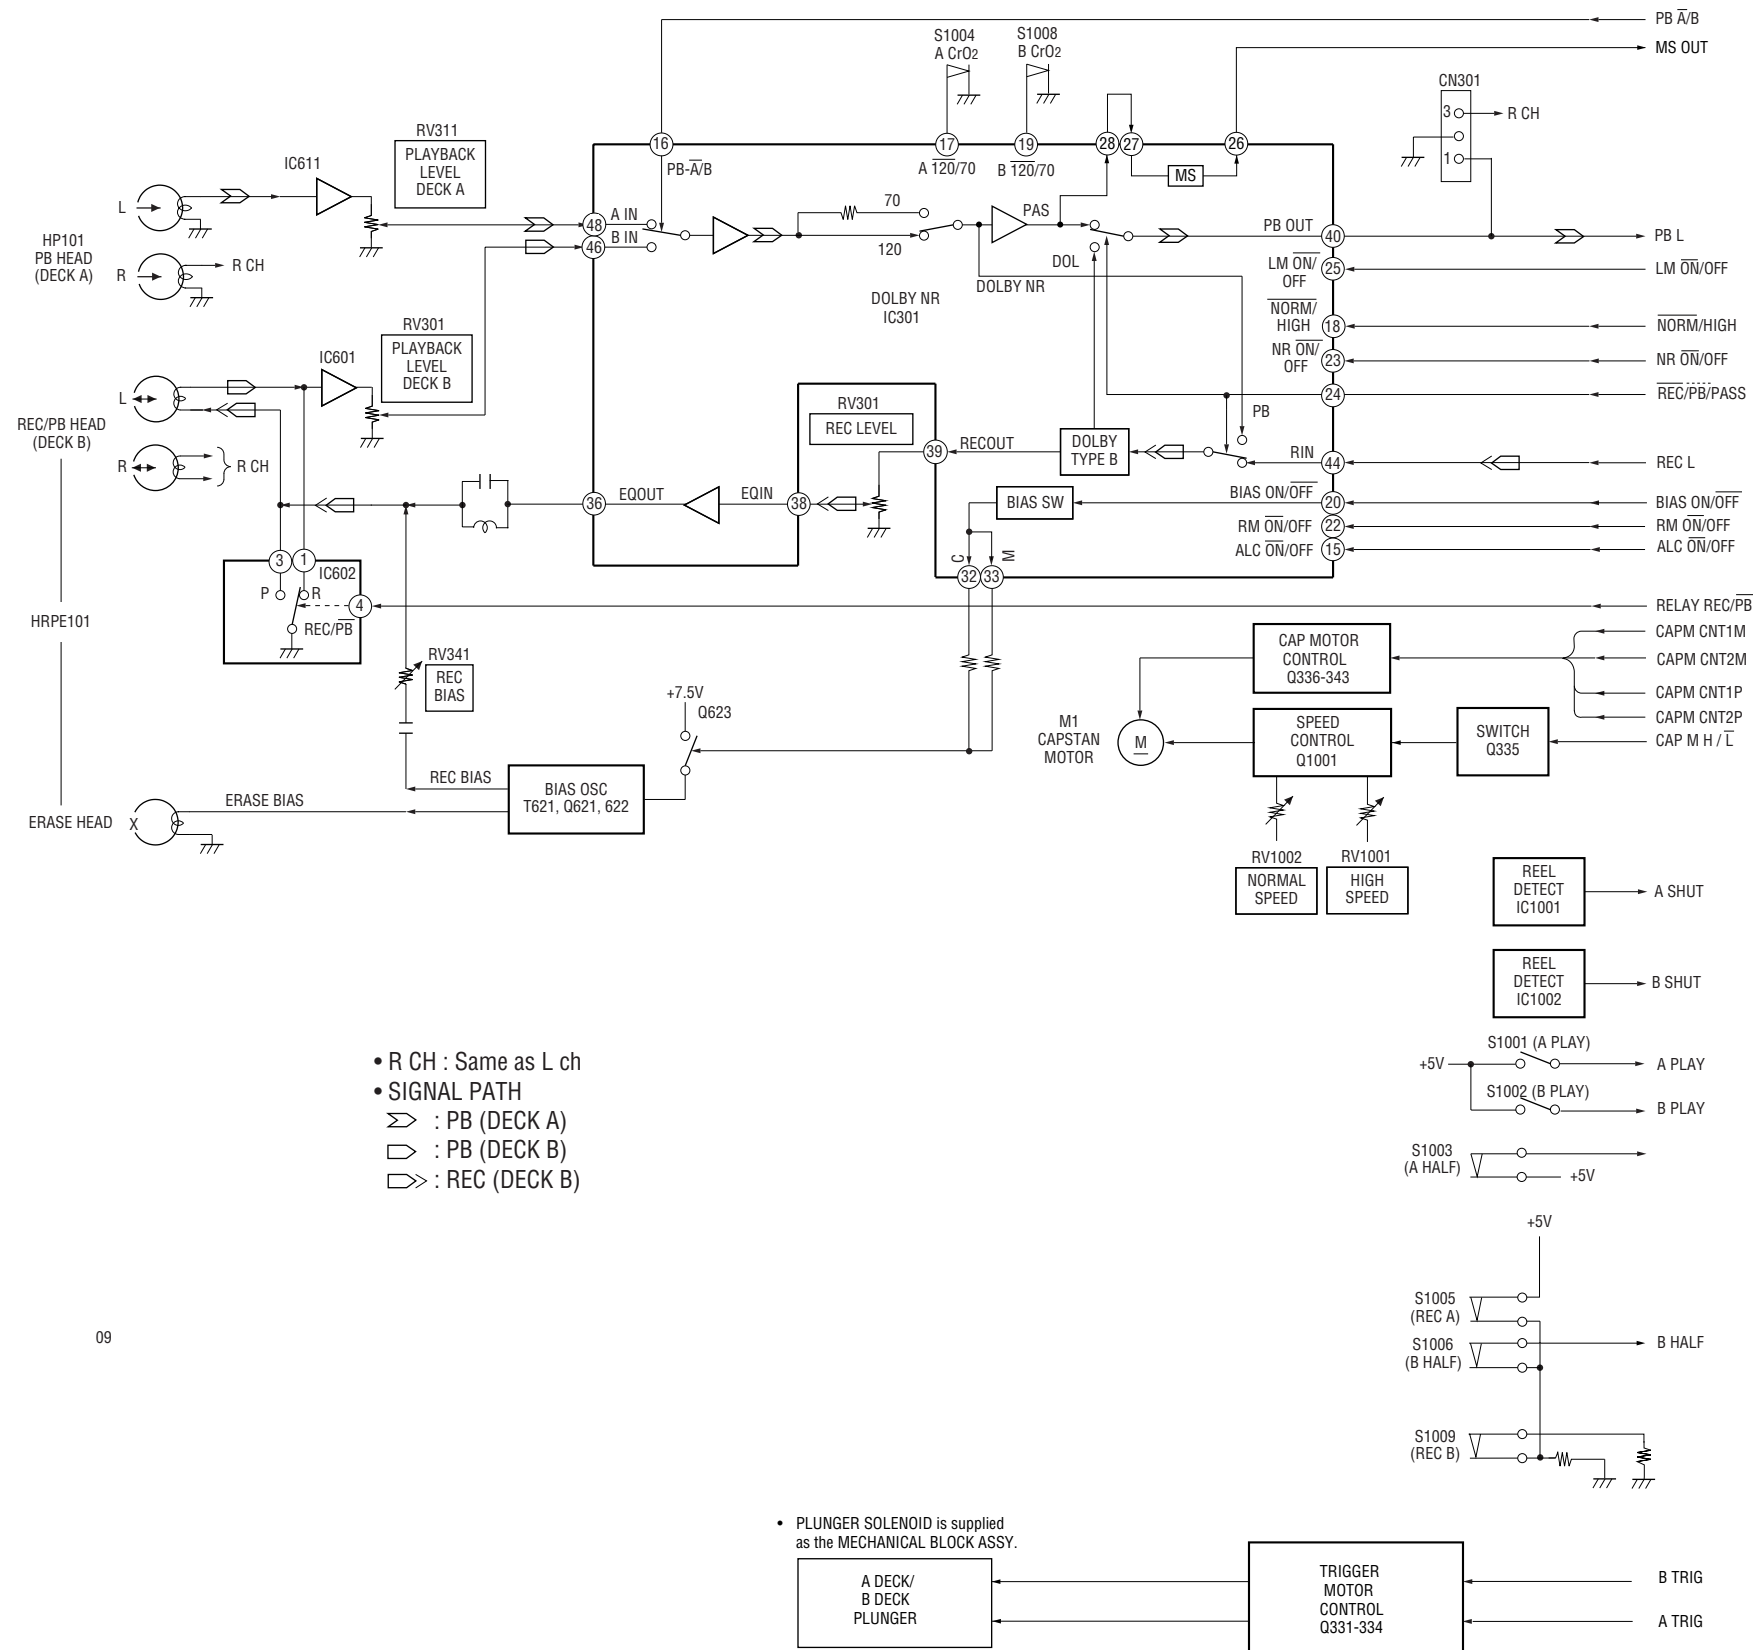 PB A/B
MS OUT
S1004
A CrO2
S1008
B CrO2
CN301
3
R CH
1
RV311
PLAYBACK
LEVEL
DECK A
IC611
16
17
19
28
27
26
PB-A/B
A 120/70
B 120/70
MS
L
HP101
PB HEAD
(DECK A)
R
R CH
48
A IN
46
B IN
70
120
PAS
DOL
DOLBY NR
DOLBY NR
IC301
PB OUT
40
PB L
LM ON/
OFF
25
LM ON/OFF
NORM/
HIGH
18
NORM/HIGH
NR ON/
OFF
23
NR ON/OFF
24
REC/PB/PASS
RV301
PLAYBACK
LEVEL
DECK B
IC601
L
REC/PB HEAD
(DECK B)
R
R CH
RV301
REC LEVEL
39
RECOUT
DOLBY
TYPE B
PB
RIN
44
REC L
36
EQOUT
EQIN
38
BIAS SW
BIAS ON/OFF
20
BIAS ON/OFF
RM ON/OFF
22
RM ON/OFF
ALC ON/OFF
15
ALC ON/OFF
C
M
32
33
3
1
IC602
P
R
4
REC/PB
RELAY REC/PB
HRPE101
RV341
REC
BIAS
+7.5V
Q623
CAP MOTOR
CONTROL
Q336-343
CAPM CNT1M
CAPM CNT2M
CAPM CNT1P
CAPM CNT2P
M1
CAPSTAN
MOTOR
M
SPEED
CONTROL
Q1001
SWITCH
Q335
CAP M H / L
REC BIAS
BIAS OSC
T621, Q621, 622
ERASE BIAS
ERASE HEAD
X
RV1002
NORMAL
SPEED
RV1001
HIGH
SPEED
REEL
DETECT
IC1001
A SHUT
REEL
DETECT
IC1002
B SHUT
• R CH : Same as L ch
• SIGNAL PATH
: PB (DECK A)
: PB (DECK B)
: REC (DECK B)
S1001 (A PLAY)
+5V
A PLAY
S1002 (B PLAY)
B PLAY
S1003
(A HALF)
+5V
+5V
S1005
(REC A)
S1006
(B HALF)
B HALF
09
S1009
(REC B)
• PLUNGER SOLENOID is supplied
as the MECHANICAL BLOCK ASSY.
A DECK/
B DECK
PLUNGER
TRIGGER
MOTOR
CONTROL
Q331-334
B TRIG
A TRIG